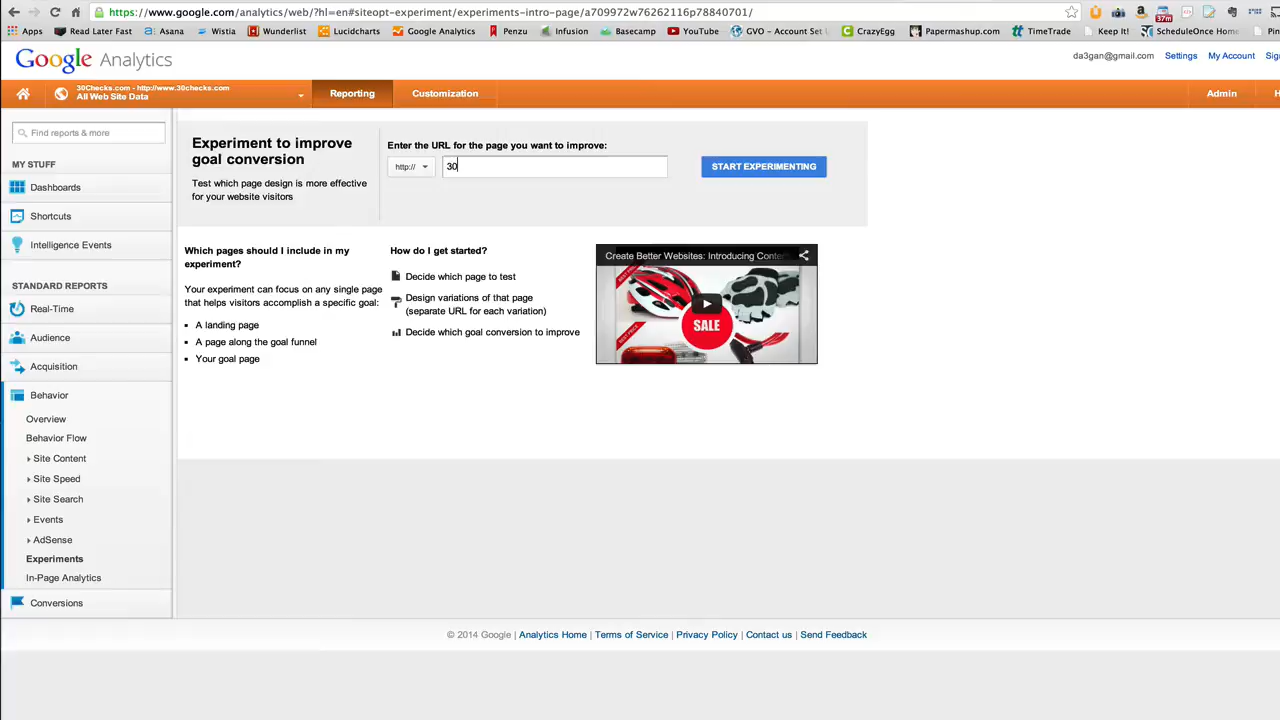 https://www.google.com/analytics/web/?hl=en#siteopt-experiment/experiments-intro-page/a709972w76262116p78840701/
Apps Read Later Fast Asana Wistia Wunderlist Lucidcharts Google Analytics Penzu Infusion Basecamp YouTube GVO – Account Set CrazyEgg Papermashup.com TimeTrade Keep It! ScheduleOnce Home
37m
Google Analytics
da3gan@gmail.com Settings My Account
30Checks.com - http://www.30checks.com
All Web Site Data
Reporting
Customization
Admin
Find reports & more
MY STUFF
Dashboards
Shortcuts
Intelligence Events
STANDARD REPORTS
Real-Time
Audience
Acquisition
Behavior
Overview
Behavior Flow
Site Content
Site Speed
Site Search
Events
AdSense
Experiments
In-Page Analytics
Conversions
Experiment to improve
goal conversion
Test which page design is more effective
for your website visitors
Enter the URL for the page you want to improve:
http://
30
START EXPERIMENTING
Which pages should I include in my
experiment?
Your experiment can focus on any single page
that helps visitors accomplish a specific goal:
A landing page
A page along the goal funnel
Your goal page
How do I get started?
Decide which page to test
Design variations of that page
(separate URL for each variation)
Decide which goal conversion to improve
Create Better Websites: Introducing Conte
SALE
© 2014 Google | Analytics Home | Terms of Service | Privacy Policy | Contact us | Send Feedback